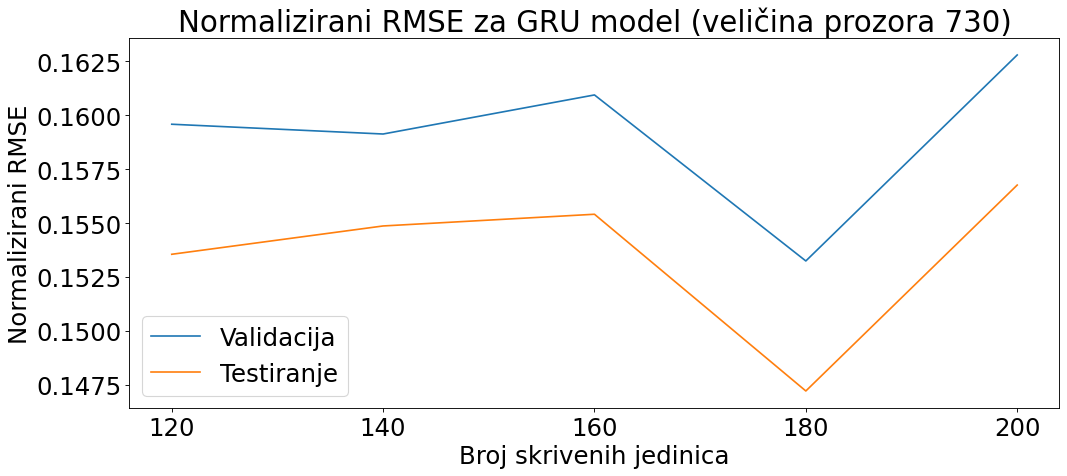 Normalizirani RMSE za GRU model (veličina prozora 730)
Normalizirani RMSE
0.1625
0.1600
0.1575
0.1550
0.1525
0.1500
0.1475
Validacija
Testiranje
120 140 160 180 200
Broj skrivenih jedinica